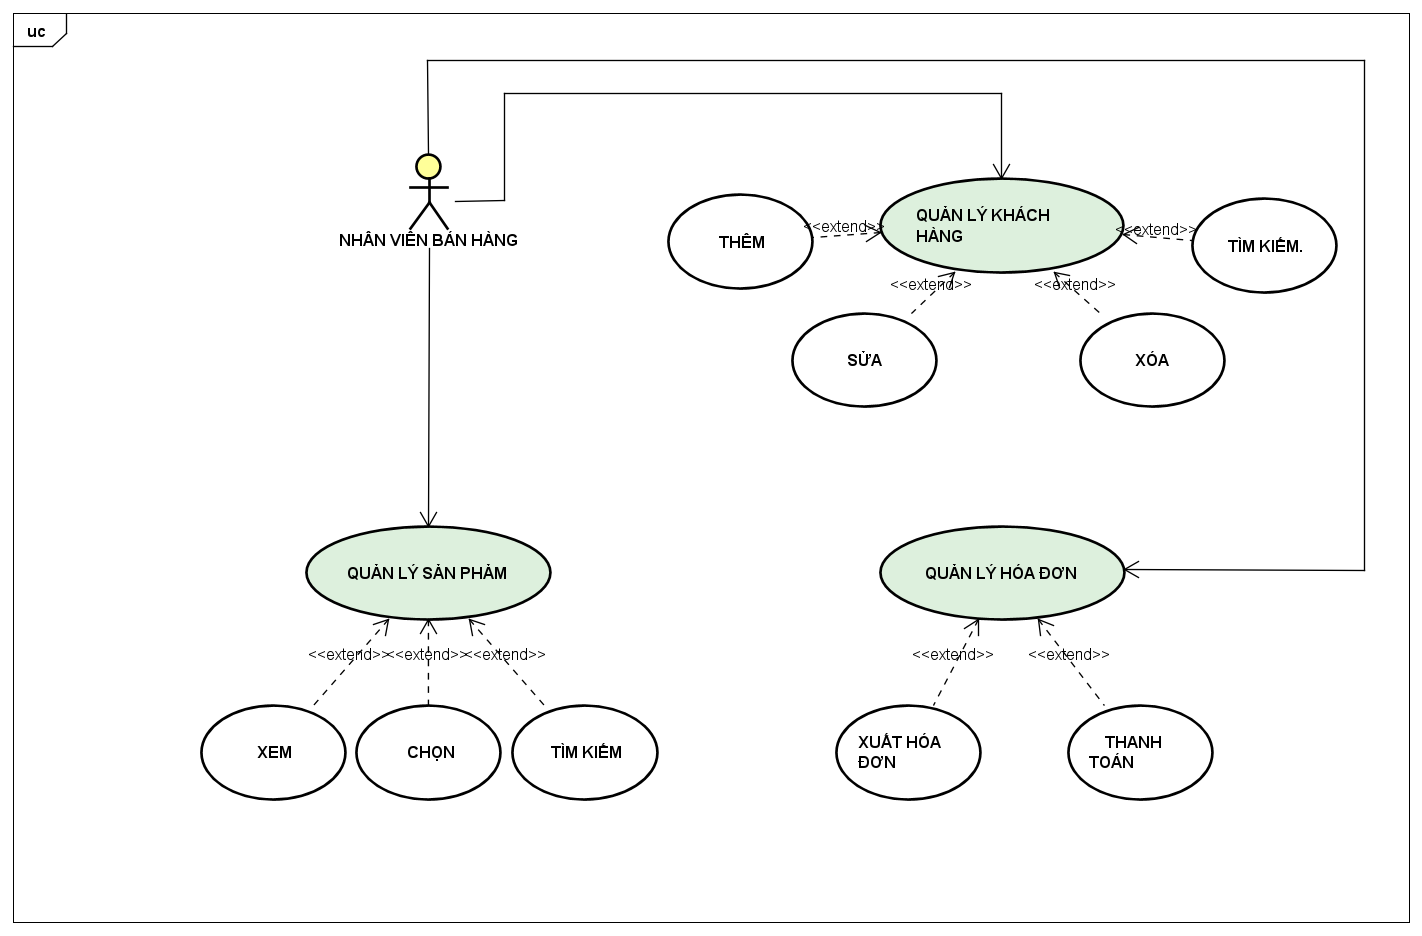 uc
NHÂN VIÊN BÁN HÀNG
QUẢN LÝ KHÁCH
HÀNG
THÊM
<<extend>>
<<extend>>
TÌM KIẾM.
<<extend>>
<<extend>>
SỬA
XÓA
QUẢN LÝ SẢN PHẨM
QUẢN LÝ HÓA ĐƠN
<<extend>>
<<extend>>
<<extend>>
<<extend>>
<<extend>>
XEM
CHỌN
TÌM KIẾM
XUẤT HÓA
ĐƠN
THANH
TOÁN